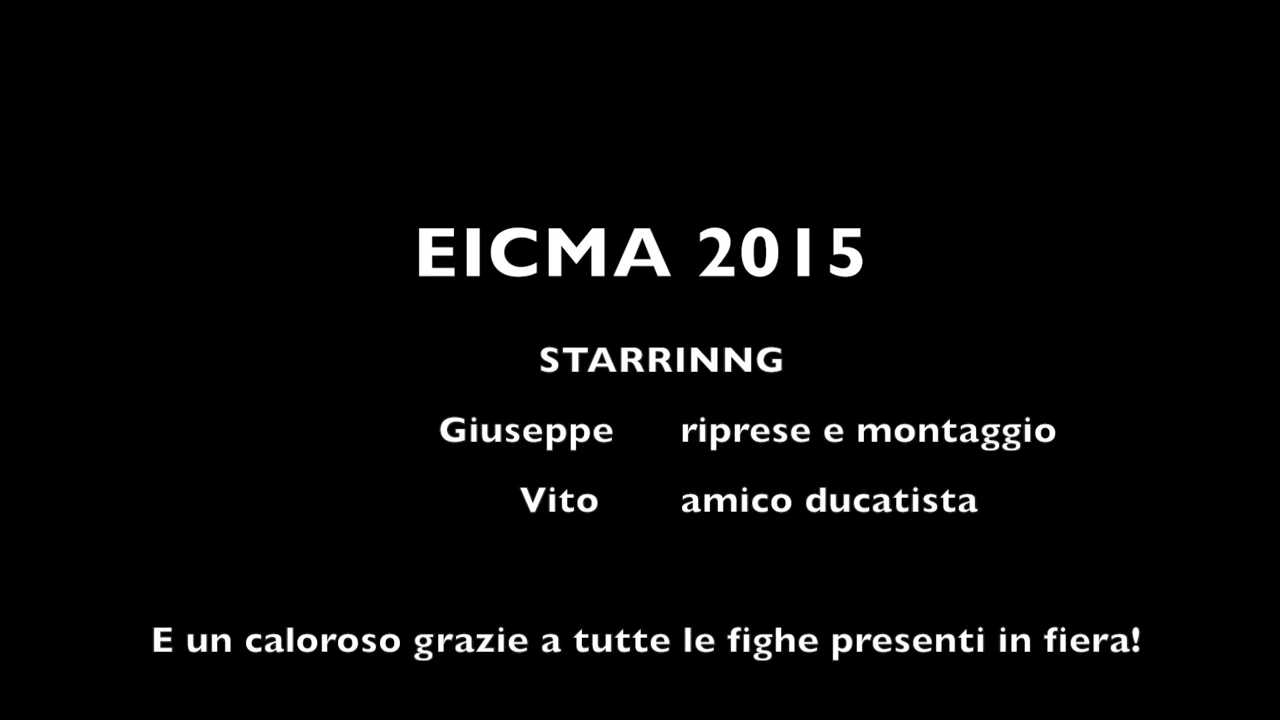 EICMA 2015
STARRINNG
Giuseppe riprese e montaggio
Vito amico ducatista
E un caloroso grazie a tutte le fighe presenti in fiera!